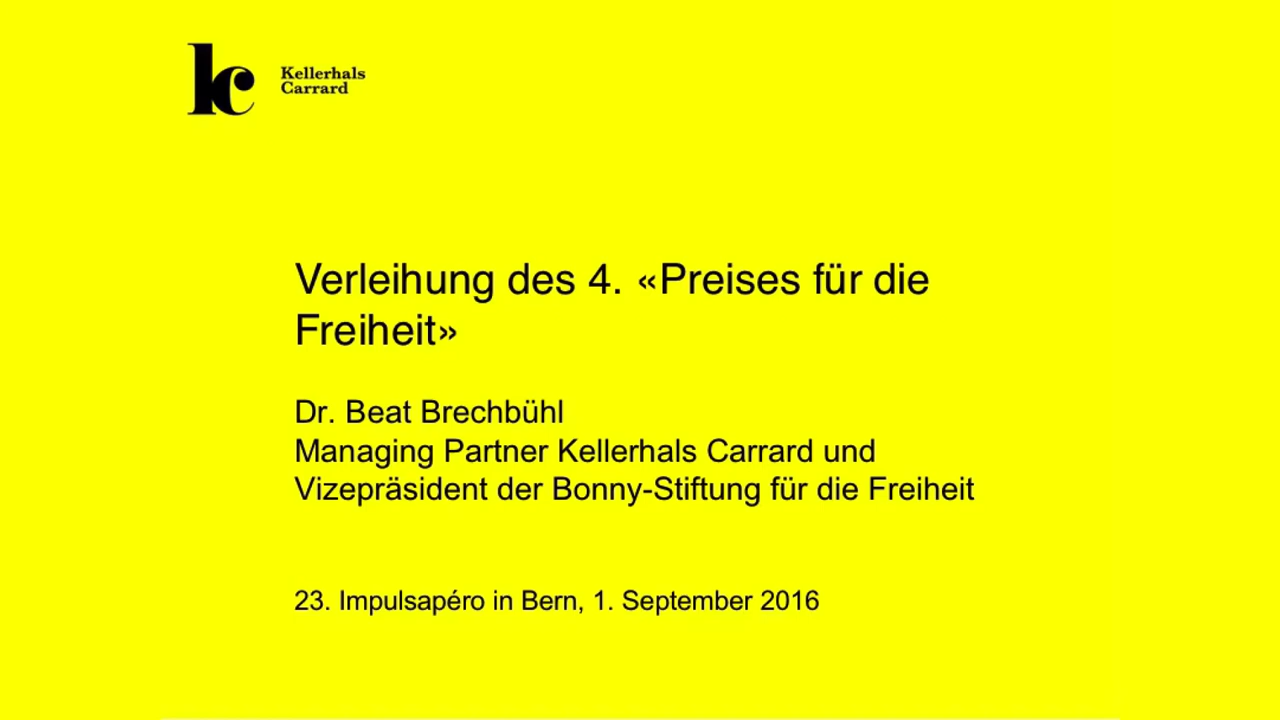 kc
Kellerhals
Carrard
Verleihung des 4. «Preises für die
Freiheit»
Dr. Beat Brechbühl
Managing Partner Kellerhals Carrard und
Vizepräsident der Bonny-Stiftung für die Freiheit
23. Impulsapéro in Bern, 1. September 2016